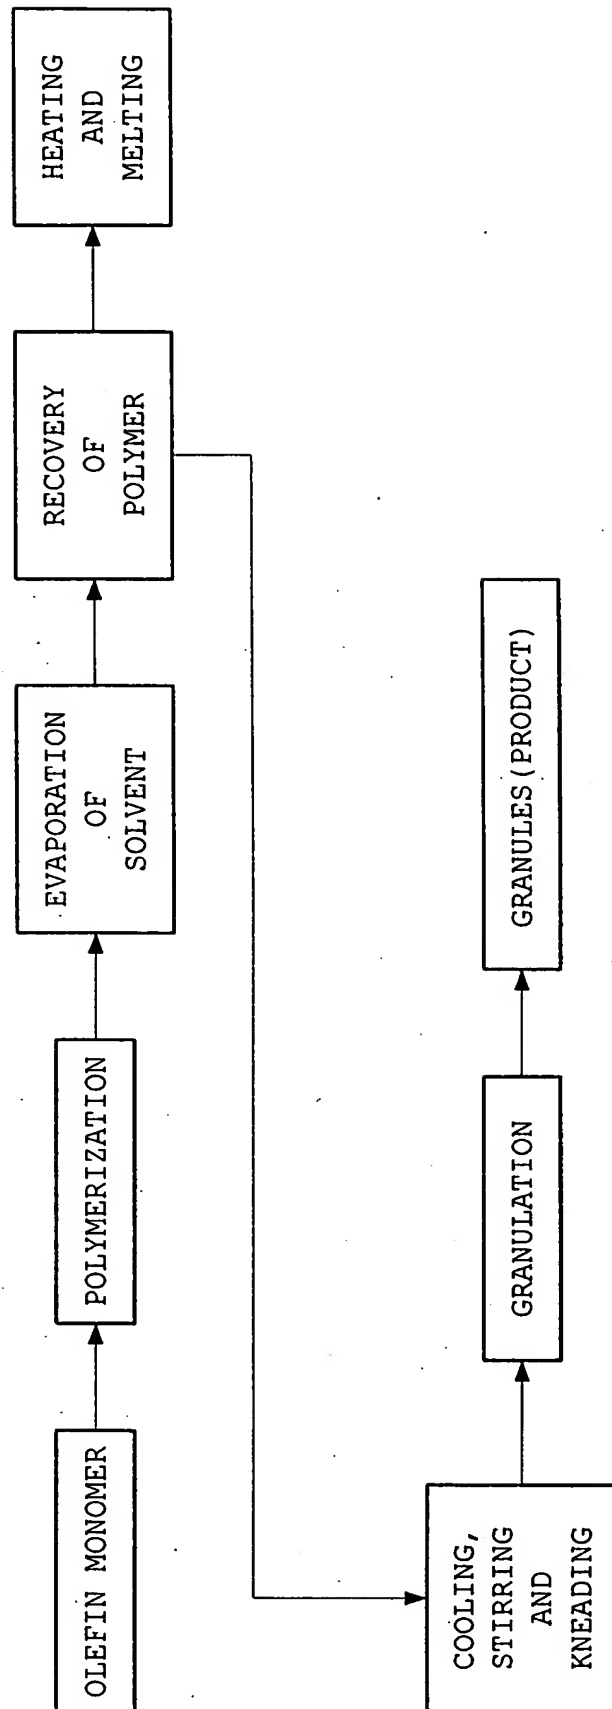 OLEFIN MONOMER
POLYMERIZATION
EVAPORATION
OF
SOLVENT
RECOVERY
OF
POLYMER
HEATING
AND
MELTING
COOLING,
STIRRING
AND
KNEADING
GRANULATION
GRANULES(PRODUCT)